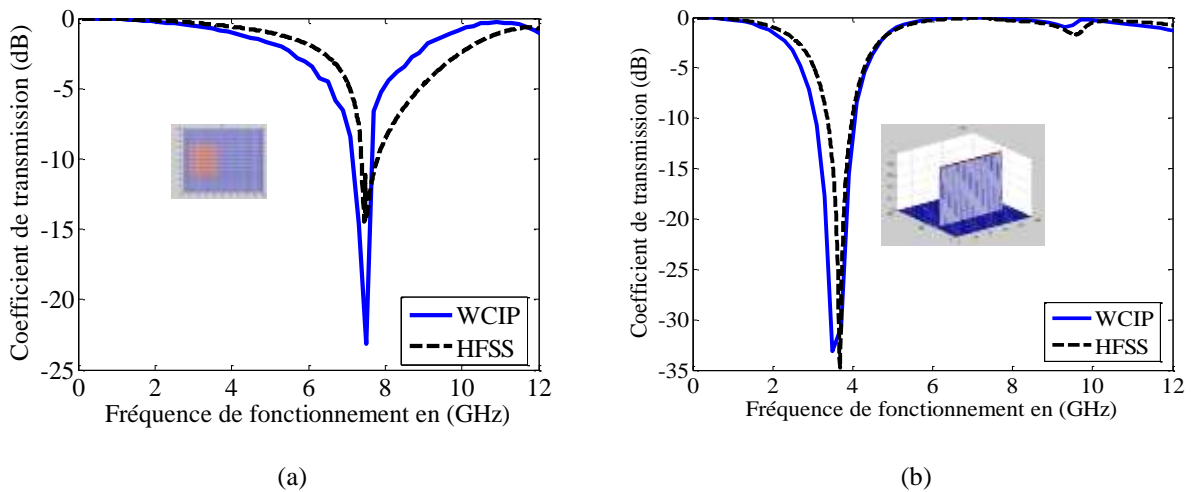 0
-5
-10
-15
-20
-25
0 2 4 6 8 10 12
Coefficient de transmission (dB)
Fréquence de fonctionnement en (GHz)
WCIP
HFSS
(a)
0
-5
-10
-15
-20
-25
-30
-35
0 2 4 6 8 10 12
Coefficient de transmission (dB)
Fréquence de fonctionnement en (GHz)
WCIP
HFSS
(b)